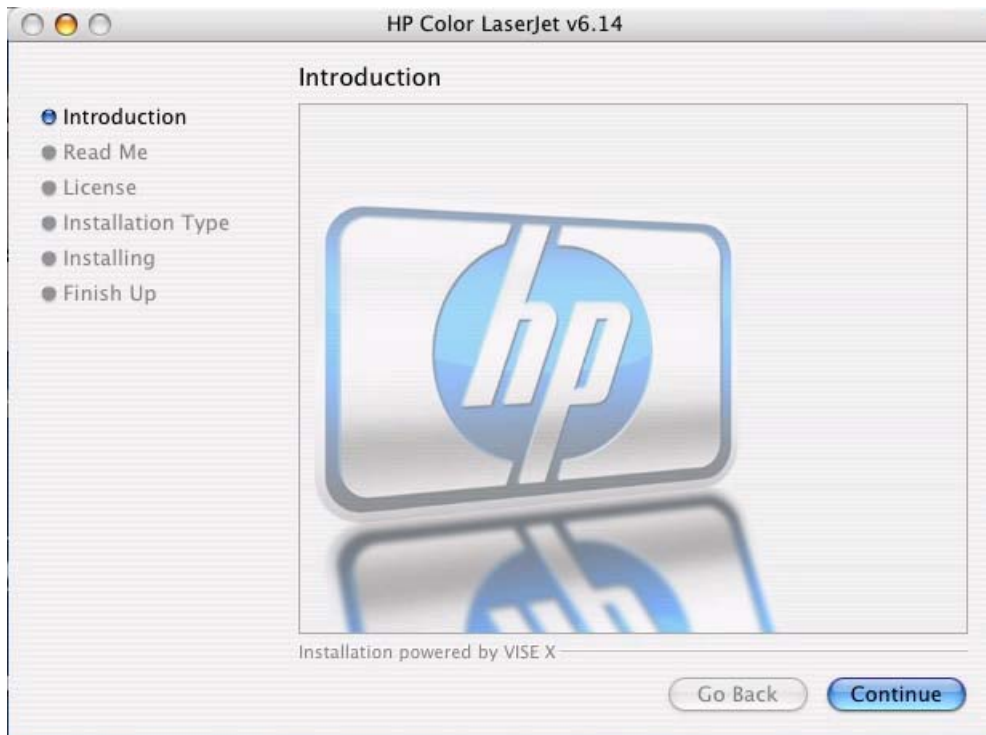 HP Color LaserJet v6.14
Introduction
Introduction
Read Me
License
Installation Type
Installing
Finish Up
hp
Installation powered by VISE X
Go Back
Continue